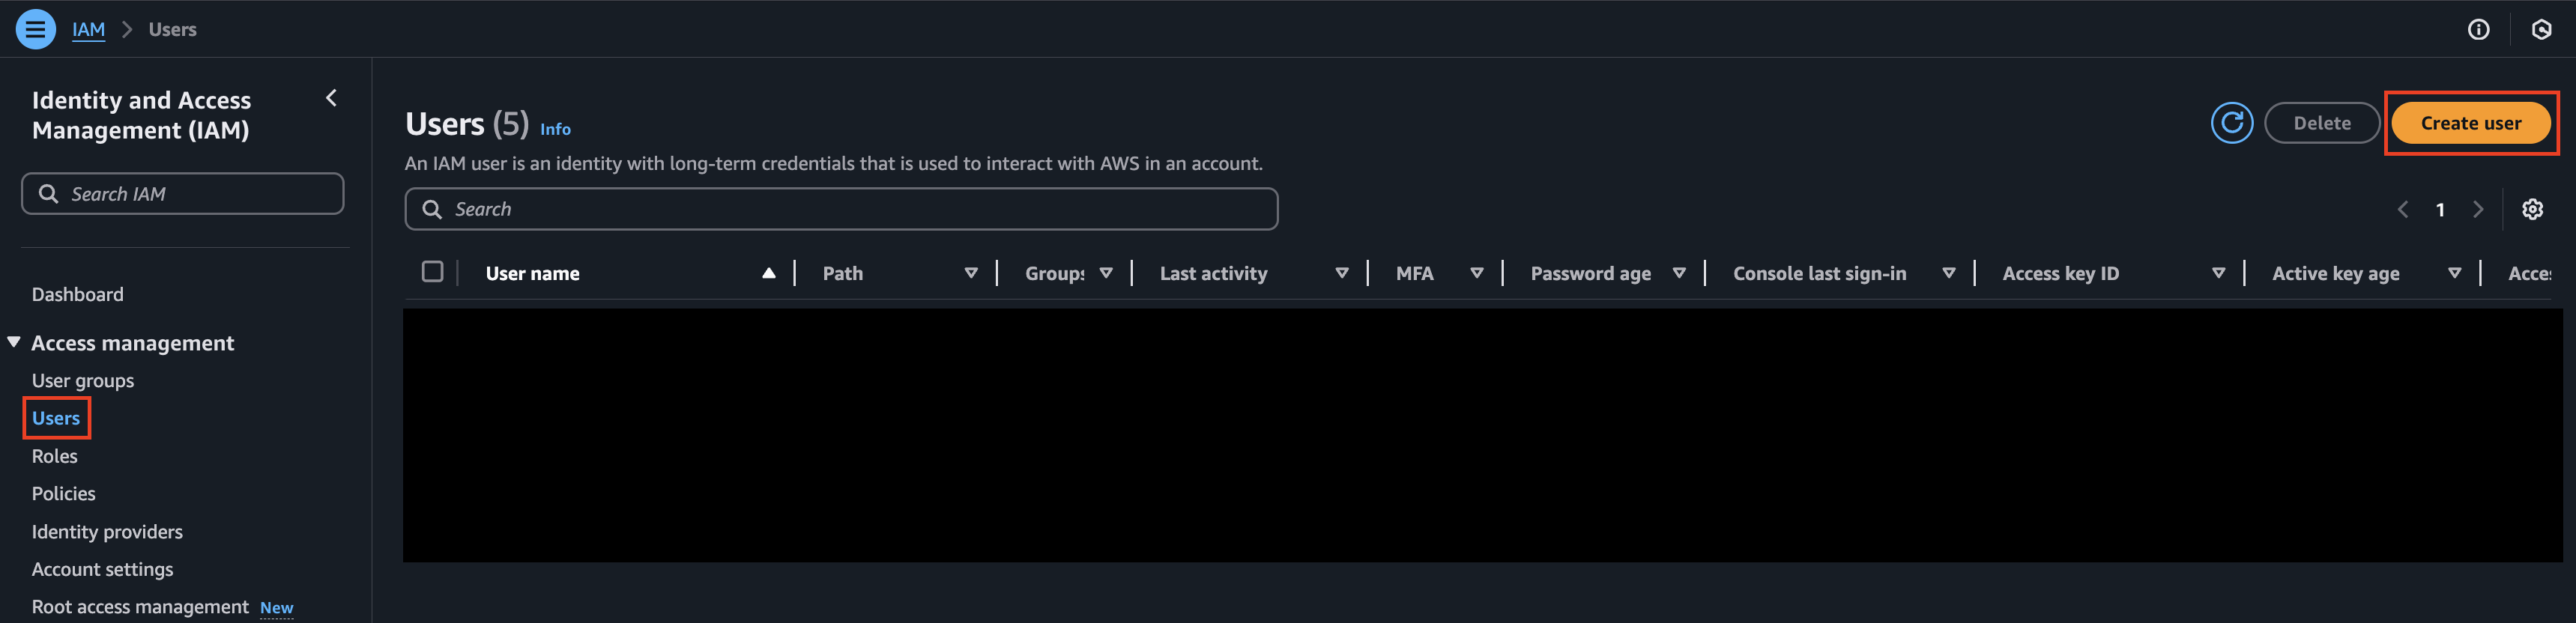 IAM > Users
Identity and Access
Management (IAM)
Search IAM
Dashboard
Access management
User groups
Users
Roles
Policies
Identity providers
Account settings
Root access management New
Users (5) Info
Delete
Create user
An IAM user is an identity with long-term credentials that is used to interact with AWS in an account.
Search
1
User name Path Groups Last activity MFA Password age Console last sign-in Access key ID Active key age